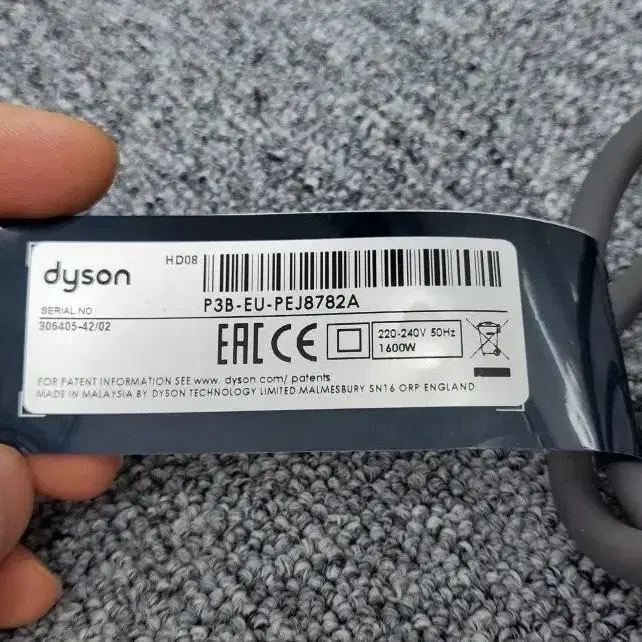 dyson
HD08
P3B-EU-PEJ8782A
SERIAL NO
306405-42/02
EAC CE
220-240V 50Hz
1600W
FOR PATENT INFORMATION SEE www. dyson.com/ patents
MADE IN MALAYSIA BY DYSON TECHNOLOGY LIMITED.MALMESBURY SN16 ORP ENGLAND